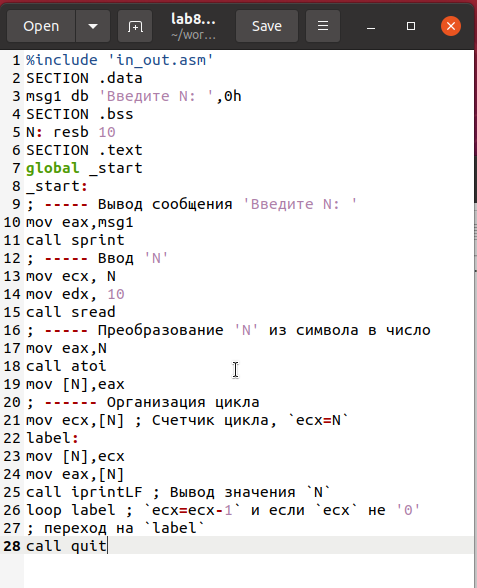 Open
lab8...
~/wor...
Save
1 %include 'in_out.asm'
2 SECTION .data
3 msg1 db 'Введите N: ',0h
4 SECTION .bss
5 N: resb 10
6 SECTION .text
7 global _start
8 _start:
9 ; ----- Вывод сообщения 'Введите N: '
10 mov eax,msg1
11 call sprint
12 ; ----- Ввод 'N'
13 mov ecx, N
14 mov edx, 10
15 call sread
16 ; ----- Преобразование 'N' из символа в число
17 mov eax,N
18 call atoi
19 mov [N],eax
20 ; ------ Организация цикла
21 mov ecx,[N] ; Счетчик цикла, `ecx=N`
22 label:
23 mov [N],ecx
24 mov eax,[N]
25 call iprintLF ; Вывод значения `N`
26 loop label ; `ecx=ecx-1` и если `ecx` не '0'
27 ; переход на `label`
28 call quit